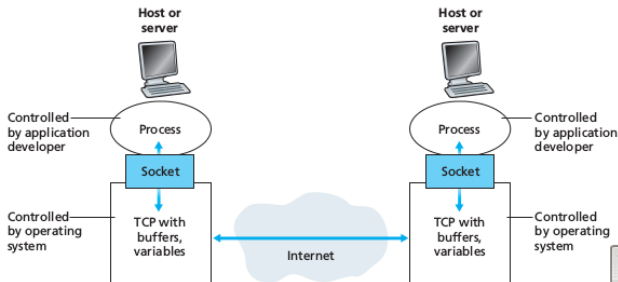 Host or
server
Host or
server
Controlled
by application
developer
Process
Process
Controlled
by application
developer
Socket
Socket
Controlled
by operating
system
TCP with
buffers,
variables
Internet
TCP with
buffers,
variables
Controlled
by operating
system